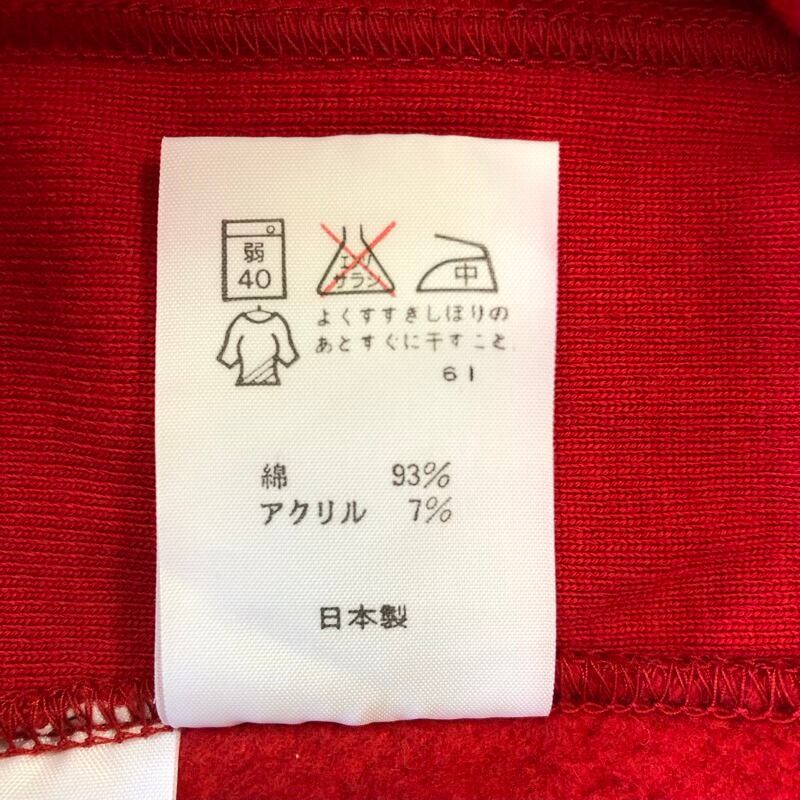 弱
40
エンソ
サラシ
中
よくすすぎしぼりの
あとすぐに干すこと.
61
綿 93%
アクリル 7%
日本製